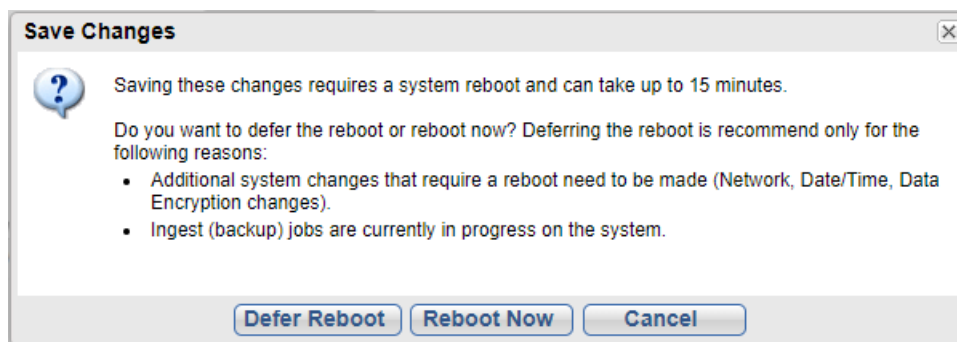 Save Changes
Saving these changes requires a system reboot and can take up to 15 minutes.
Do you want to defer the reboot or reboot now? Deferring the reboot is recommend only for the
following reasons:
• Additional system changes that require a reboot need to be made (Network, Date/Time, Data
Encryption changes).
• Ingest (backup) jobs are currently in progress on the system.
Defer Reboot Reboot Now Cancel